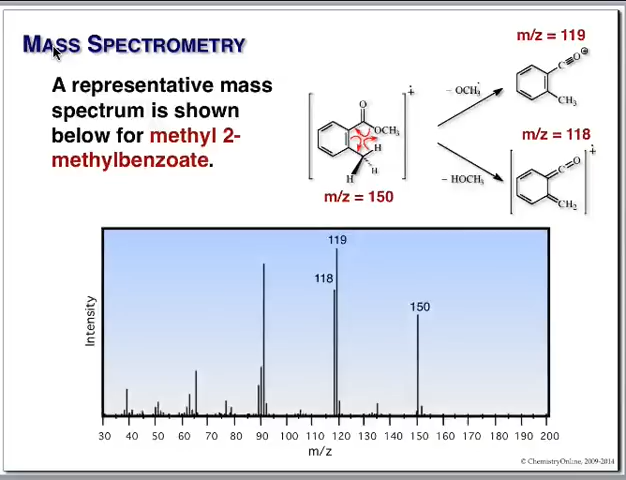 MASS SPECTROMETRY
A representative mass
spectrum is shown
below for methyl 2-
methylbenzoate.
m/z = 119
C≡O⊕
CH₃
− OCH₃·
O
OCH₃
H
H
H
m/z = 150
− HOCH₃
m/z = 118
C=O
CH₂
Intensity
119
118
150
30 40 50 60 70 80 90 100 110 120 130 140 150 160 170 180 190 200
m/z
© ChemistryOnline, 2009-2014